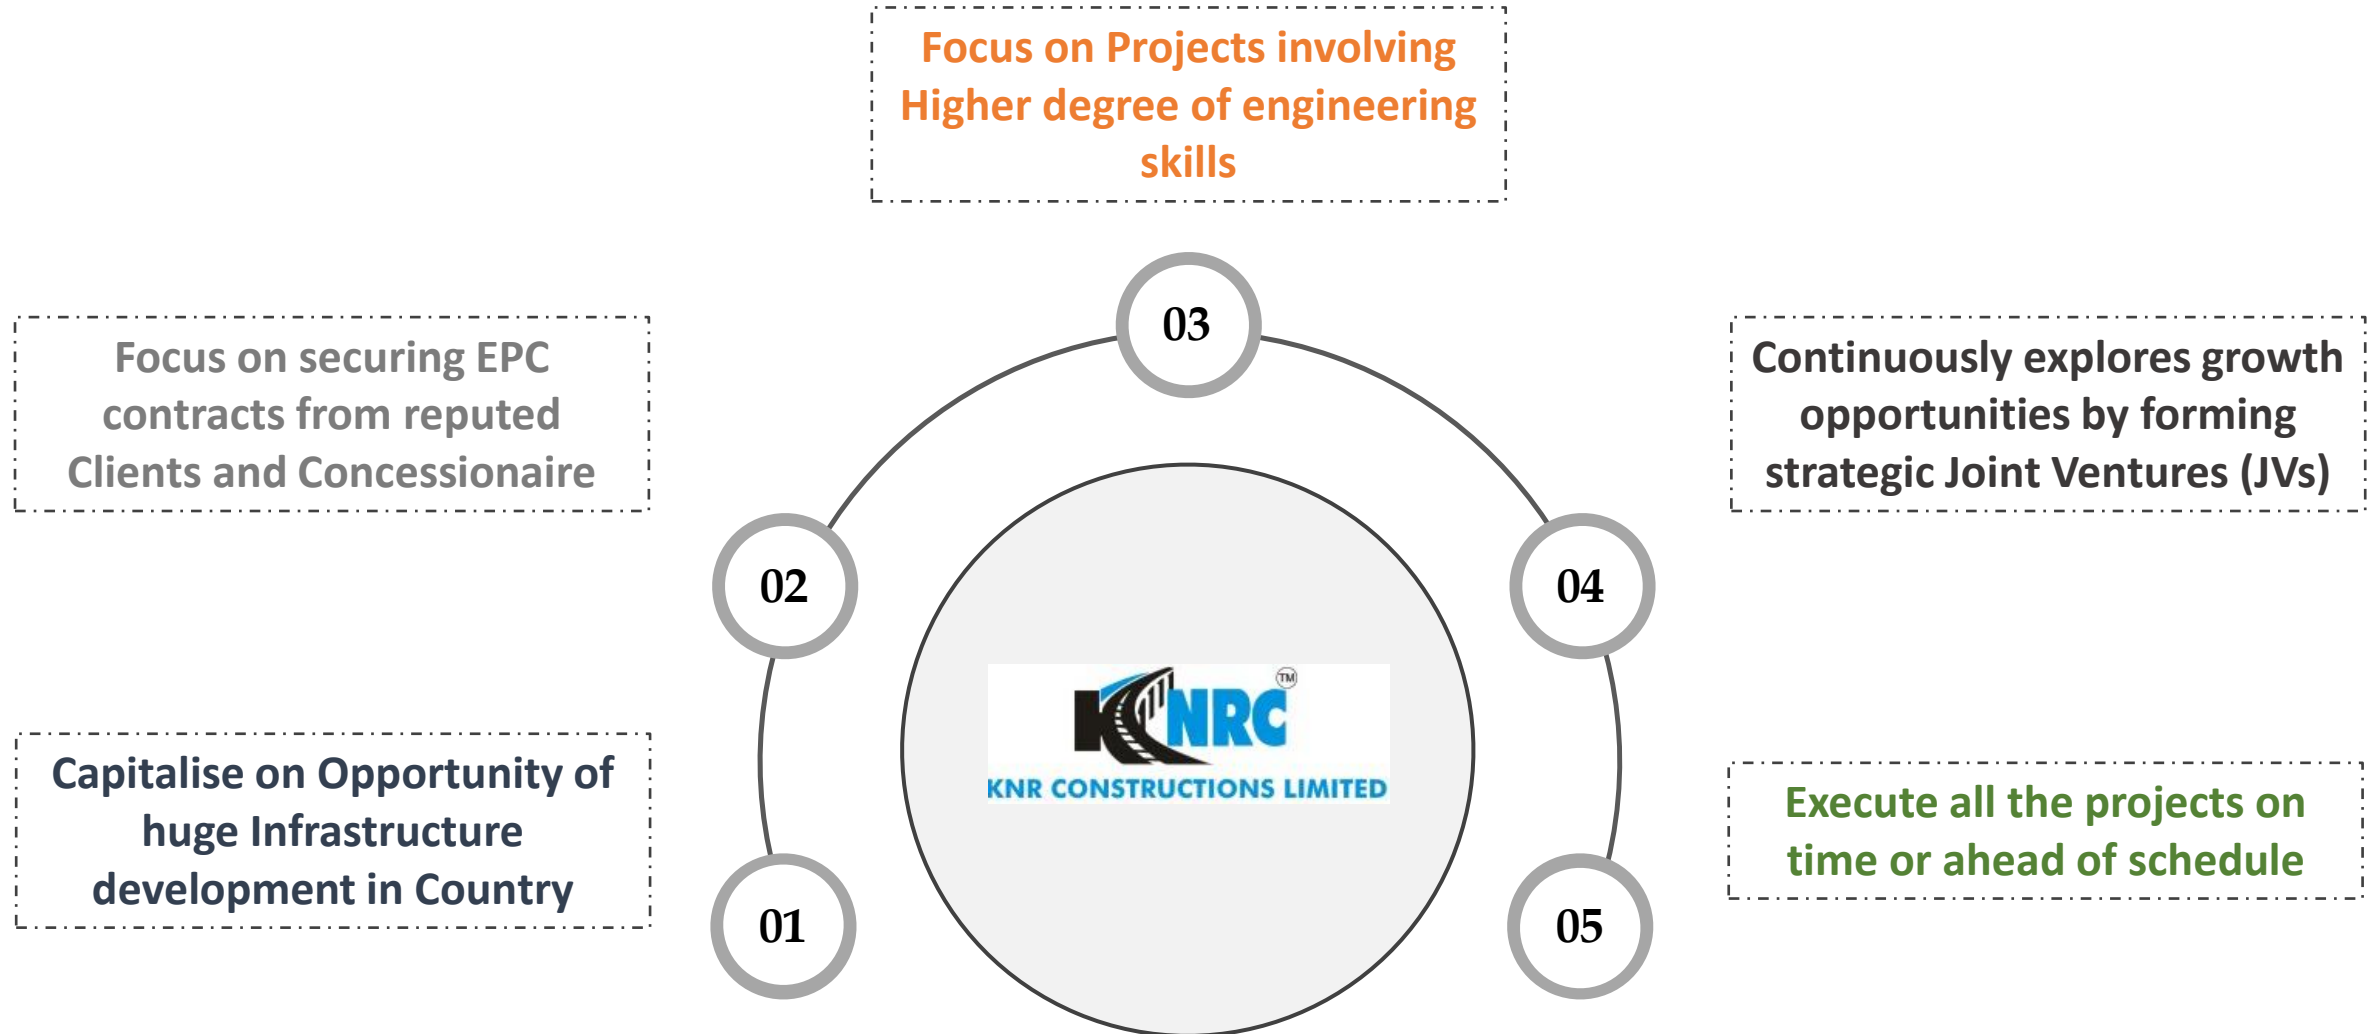 Focus on Projects involving
Higher degree of engineering
skills
03
Focus on securing EPC
contracts from reputed
Clients and Concessionaire
02
Continuously explores growth
opportunities by forming
strategic Joint Ventures (JVs)
04
Capitalise on Opportunity of
huge Infrastructure
development in Country
01
KNRC TM
KNR CONSTRUCTIONS LIMITED
Execute all the projects on
time or ahead of schedule
05